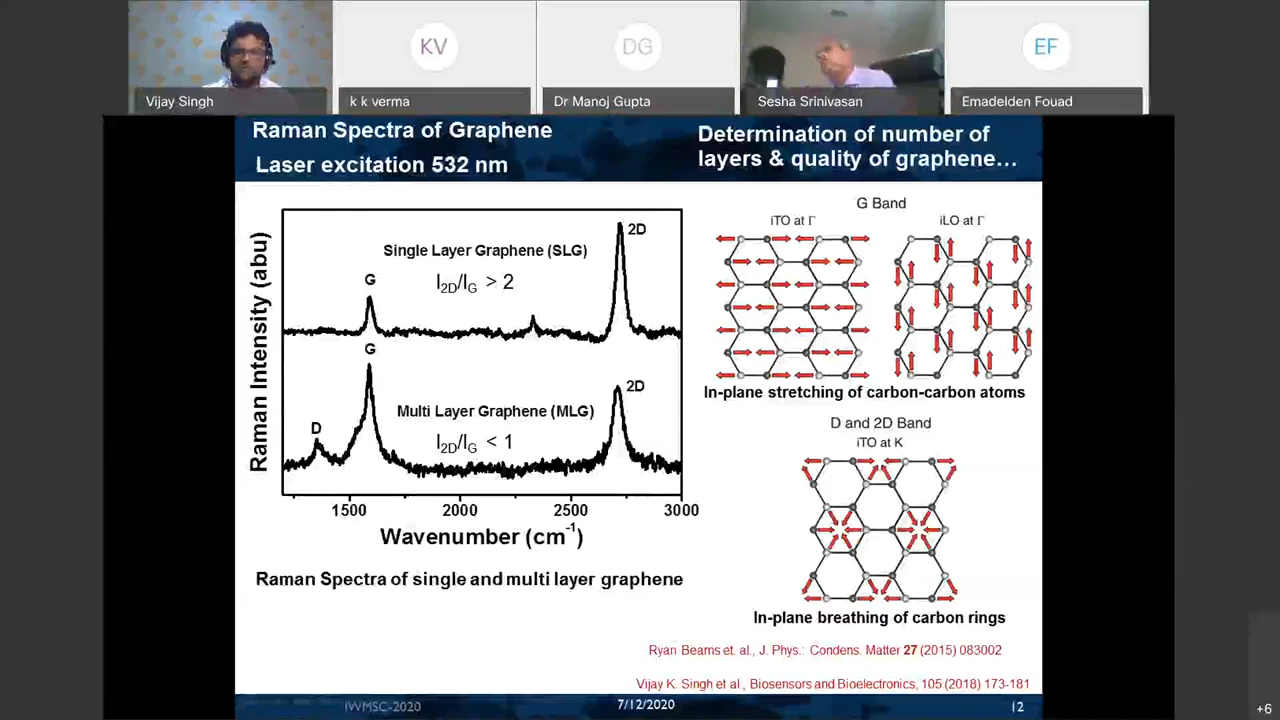 KV
DG
EF
Vijay Singh
k k verma
Dr Manoj Gupta
Sesha Srinivasan
Emadelden Fouad
Raman Spectra of Graphene
Laser excitation 532 nm
Determination of number of
layers & quality of graphene…
Raman Intensity (abu)
Single Layer Graphene (SLG)
I2D/IG > 2
G
2D
Multi Layer Graphene (MLG)
I2D/IG < 1
D
G
2D
1500
2000
2500
3000
Wavenumber (cm-1)
Raman Spectra of single and multi layer graphene
G Band
iTO at Γ
iLO at Γ
In-plane stretching of carbon-carbon atoms
D and 2D Band
iTO at K
In-plane breathing of carbon rings
Ryan Beams et. al., J. Phys.: Condens. Matter 27 (2015) 083002
Vijay K. Singh et al., Biosensors and Bioelectronics, 105 (2018) 173-181
IWMSC-2020
7/12/2020
12
+6